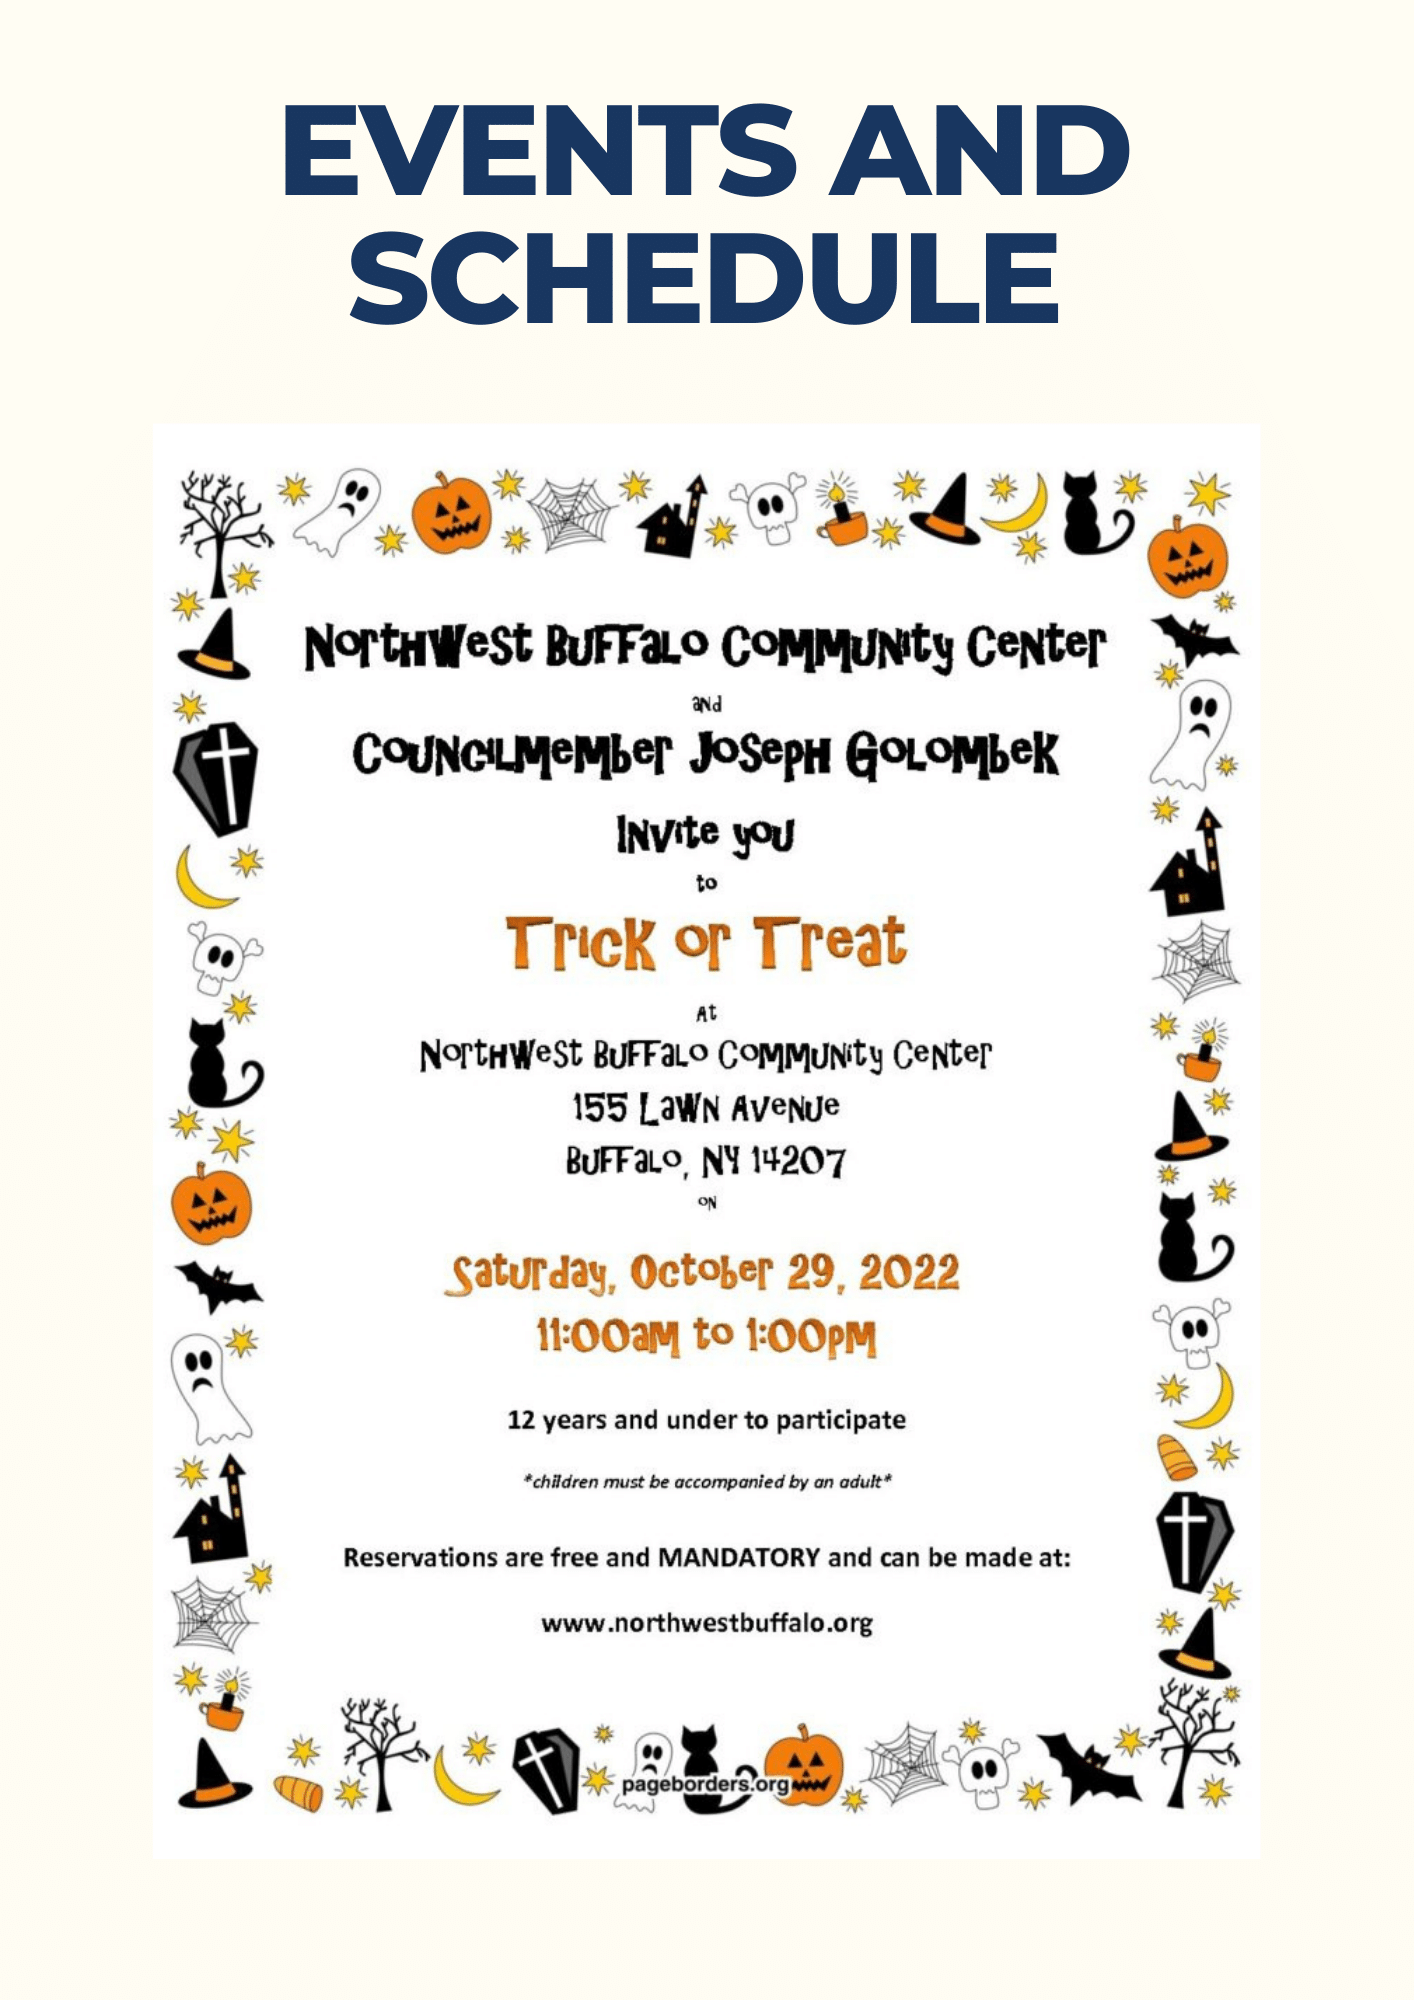 EVENTS AND
SCHEDULE
Northwest Buffalo Community Center
and
Councilmember Joseph Golombek
Invite you
to
Trick or Treat
At
Northwest Buffalo Community Center
155 Lawn Avenue
Buffalo, NY 14207
on
Saturday, October 29, 2022
11:00am to 1:00pm
12 years and under to participate
*children must be accompanied by an adult*
Reservations are free and MANDATORY and can be made at:
www.northwestbuffalo.org
pageborders.org